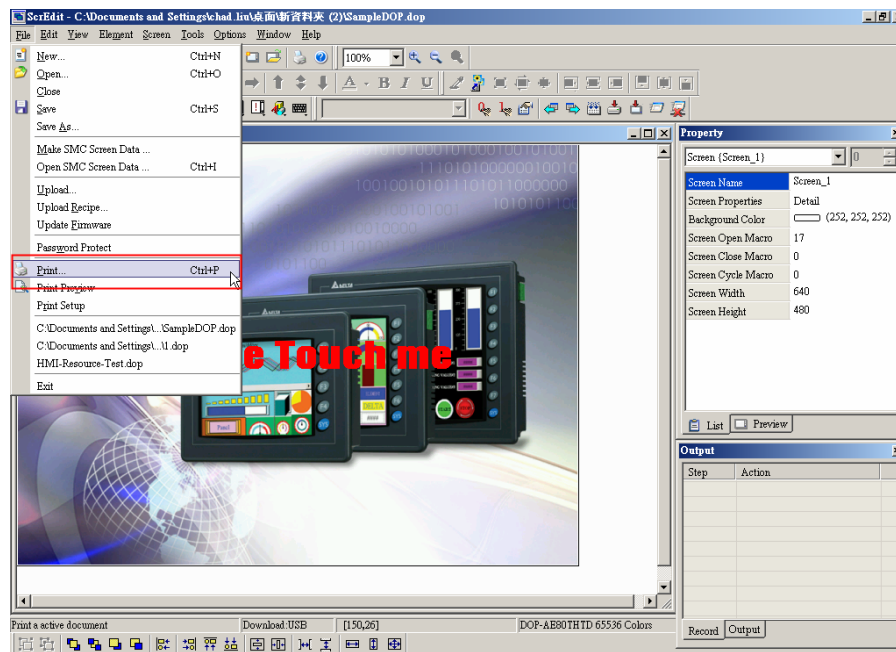 ScrEdit - C:\Documents and Settings\chad.liu\桌面\新資料夾 (2)\SampleDOP.dop
File Edit View Element Screen Tools Options Window Help
New... Ctrl+N
Open... Ctrl+O
Close
Save Ctrl+S
Save As...
Make SMC Screen Data ...
Open SMC Screen Data ... Ctrl+I
Upload...
Upload Recipe...
Update Firmware
Password Protect
Print... Ctrl+P
Print Preview
Print Setup
C:\Documents and Settings\...\SampleDOP.dop
C:\Documents and Settings\...\1.dop
HMI-Resource-Test.dop
Exit
100%
A B I U
e Touch me
DELTA
Property
Screen {Screen_1} 0
Screen Name Screen_1
Screen Properties Detail
Background Color (252, 252, 252)
Screen Open Macro 17
Screen Close Macro 0
Screen Cycle Macro 0
Screen Width 640
Screen Height 480
List Preview
Output
Step Action
Record Output
Print a active document Download:USB [150,26] DOP-AE80THTD 65536 Colors